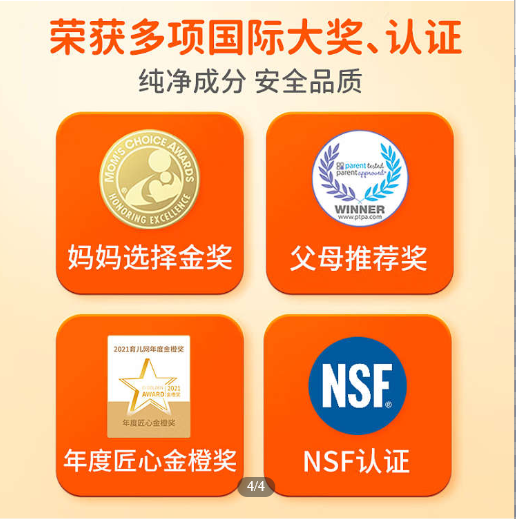 荣获多项国际大奖、认证
纯净成分 安全品质
MOM'S CHOICE AWARDS
HONORING EXCELLENCE
妈妈选择金奖
parent tested
parent approved
WINNER
www.ptpa.com
父母推荐奖
2021育儿网年度金橙奖
AWARD
2021
年度匠心金橙奖
年度匠心金橙奖
NSF®
NSF认证
4/4